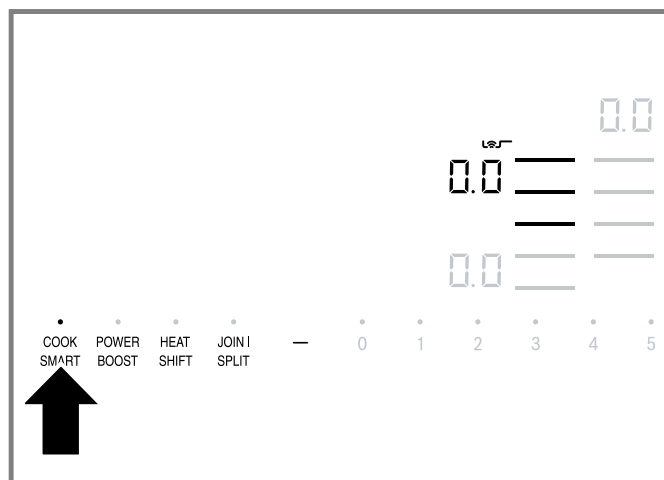 0.0
0.0
0.0
COOK SMART
POWER BOOST
HEAT SHIFT
JOIN | SPLIT
—
0 1 2 3 4 5